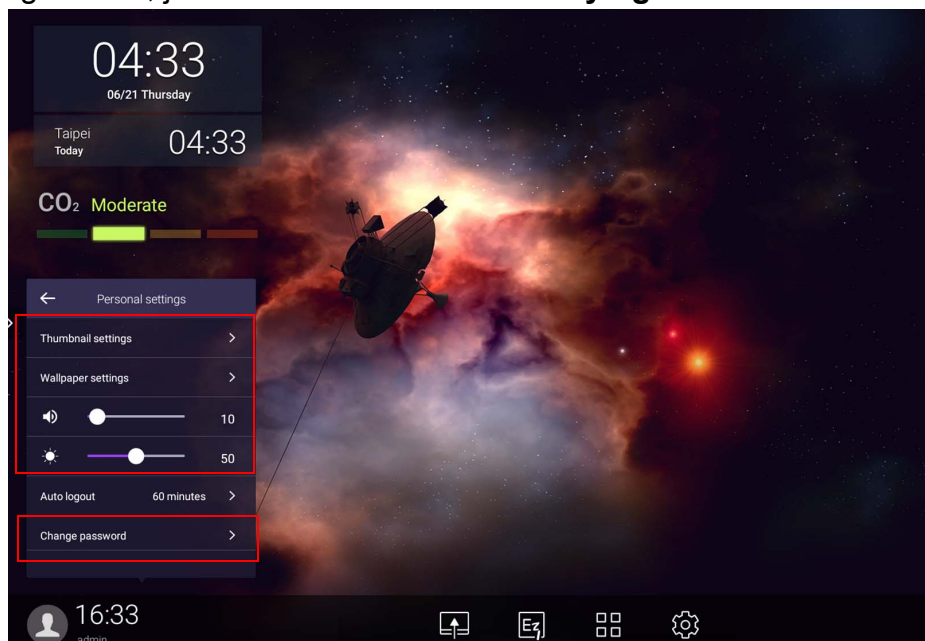 04:33
06/21 Thursday
Taipei
Today
04:33
CO₂ Moderate
Personal settings
Thumbnail settings
Wallpaper settings
10
50
Auto logout 60 minutes
Change password
16:33
admin